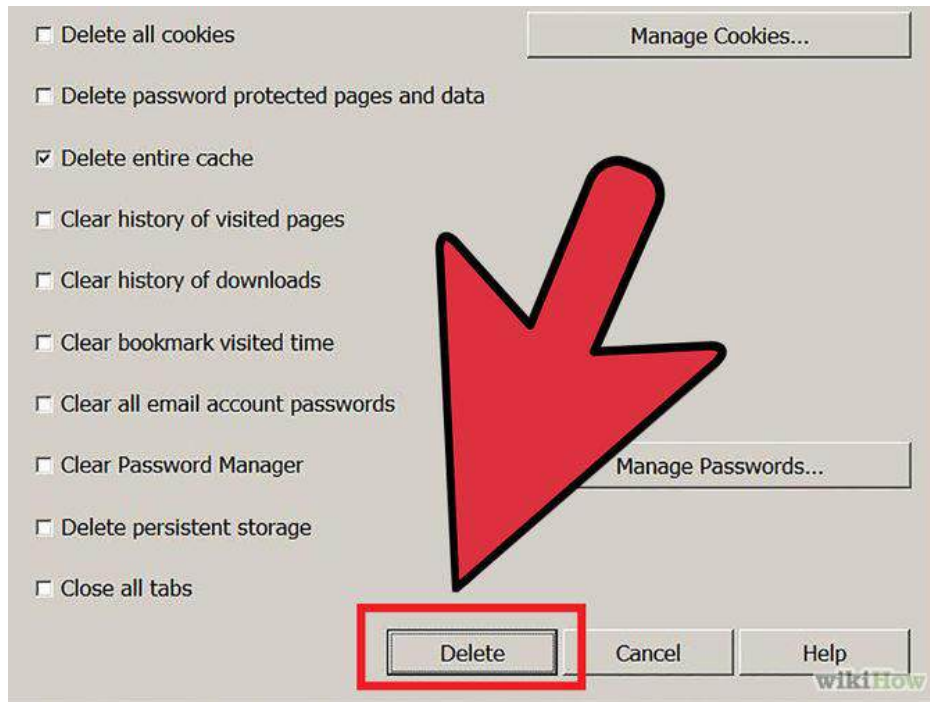 Delete all cookies
Manage Cookies...
Delete password protected pages and data
Delete entire cache
Clear history of visited pages
Clear history of downloads
Clear bookmark visited time
Clear all email account passwords
Clear Password Manager
Manage Passwords...
Delete persistent storage
Close all tabs
Delete
Cancel
Help
wikiHow